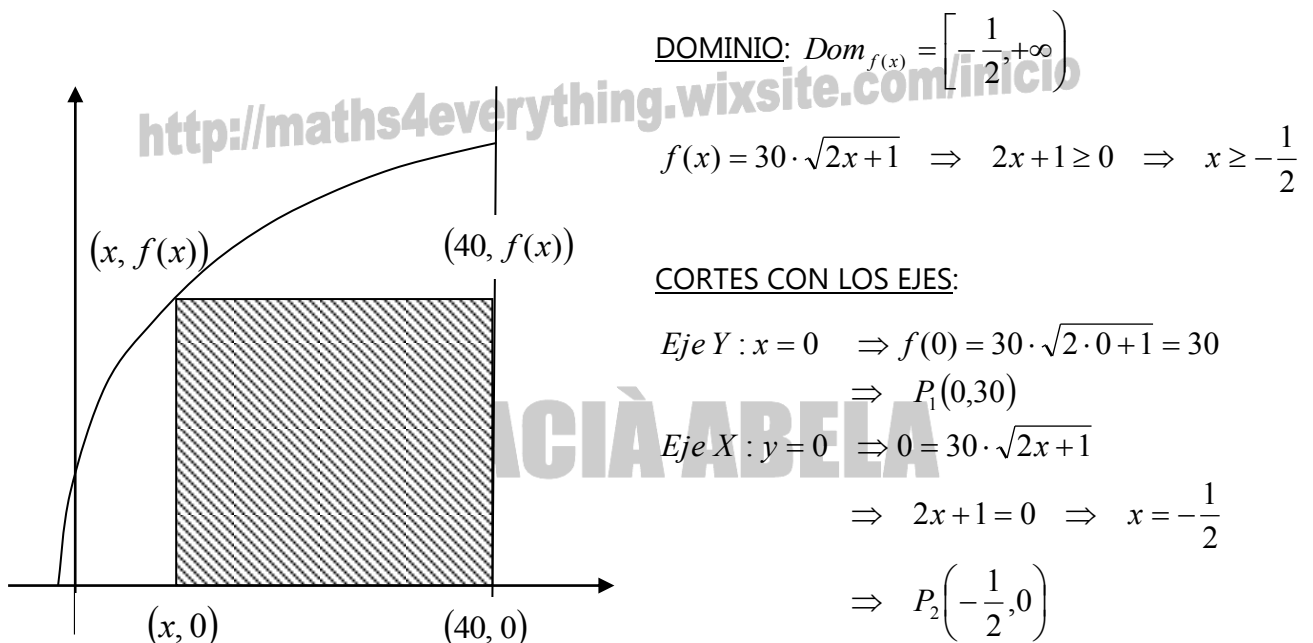 http://maths4everything.wixsite.com/inicio
(x, f(x))
(40, f(x))
(x, 0)
(40, 0)
DOMINIO: Dom_{f(x)} = [-1/2, +∞)
f(x) = 30 · √(2x+1) ⇒ 2x+1 ≥ 0 ⇒ x ≥ -1/2
CORTES CON LOS EJES:
Eje Y : x = 0 ⇒ f(0) = 30 · √(2·0+1) = 30
⇒ P₁(0,30)
Eje X : y = 0 ⇒ 0 = 30 · √(2x+1)
⇒ 2x+1 = 0 ⇒ x = -1/2
⇒ P₂(-1/2, 0)
ABELA